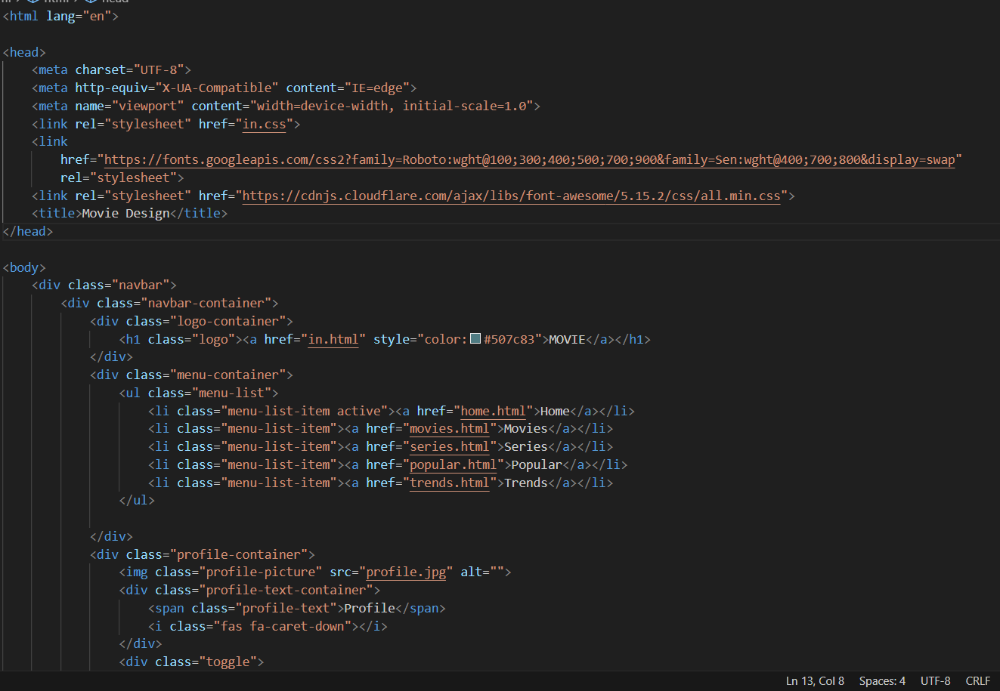 <html lang="en">
<head>
<meta charset="UTF-8">
<meta http-equiv="X-UA-Compatible" content="IE=edge">
<meta name="viewport" content="width=device-width, initial-scale=1.0">
<link rel="stylesheet" href="in.css">
<link
href="https://fonts.googleapis.com/css2?family=Roboto:wght@100;300;400;500;700;900&family=Sen:wght@400;700;800&display=swap"
rel="stylesheet">
<link rel="stylesheet" href="https://cdnjs.cloudflare.com/ajax/libs/font-awesome/5.15.2/css/all.min.css">
<title>Movie Design</title>
</head>
<body>
<div class="navbar">
<div class="navbar-container">
<div class="logo-container">
<h1 class="logo"><a href="in.html" style="color:#507c83">MOVIE</a></h1>
</div>
<div class="menu-container">
<ul class="menu-list">
<li class="menu-list-item active"><a href="home.html">Home</a></li>
<li class="menu-list-item"><a href="movies.html">Movies</a></li>
<li class="menu-list-item"><a href="series.html">Series</a></li>
<li class="menu-list-item"><a href="popular.html">Popular</a></li>
<li class="menu-list-item"><a href="trends.html">Trends</a></li>
</ul>
</div>
<div class="profile-container">
<img class="profile-picture" src="profile.jpg" alt="">
<div class="profile-text-container">
<span class="profile-text">Profile</span>
<i class="fas fa-caret-down"></i>
</div>
<div class="toggle">
Ln 13, Col 8 Spaces: 4 UTF-8 CRLF